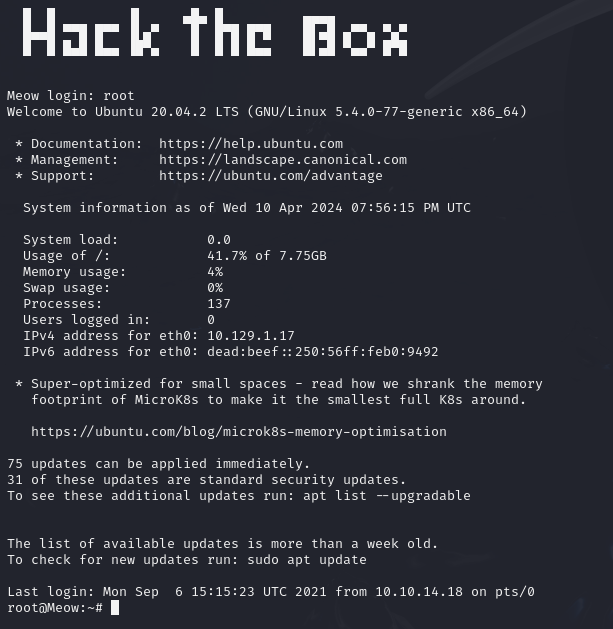 Hack the Box
Meow login: root
Welcome to Ubuntu 20.04.2 LTS (GNU/Linux 5.4.0-77-generic x86_64)
* Documentation:  https://help.ubuntu.com
* Management:     https://landscape.canonical.com
* Support:        https://ubuntu.com/advantage
System information as of Wed 10 Apr 2024 07:56:15 PM UTC
System load:           0.0
Usage of /:            41.7% of 7.75GB
Memory usage:          4%
Swap usage:            0%
Processes:             137
Users logged in:       0
IPv4 address for eth0: 10.129.1.17
IPv6 address for eth0: dead:beef::250:56ff:feb0:9492
* Super-optimized for small spaces - read how we shrank the memory
footprint of MicroK8s to make it the smallest full K8s around.
https://ubuntu.com/blog/microk8s-memory-optimisation
75 updates can be applied immediately.
31 of these updates are standard security updates.
To see these additional updates run: apt list --upgradable
The list of available updates is more than a week old.
To check for new updates run: sudo apt update
Last login: Mon Sep  6 15:15:23 UTC 2021 from 10.10.14.18 on pts/0
root@Meow:~#